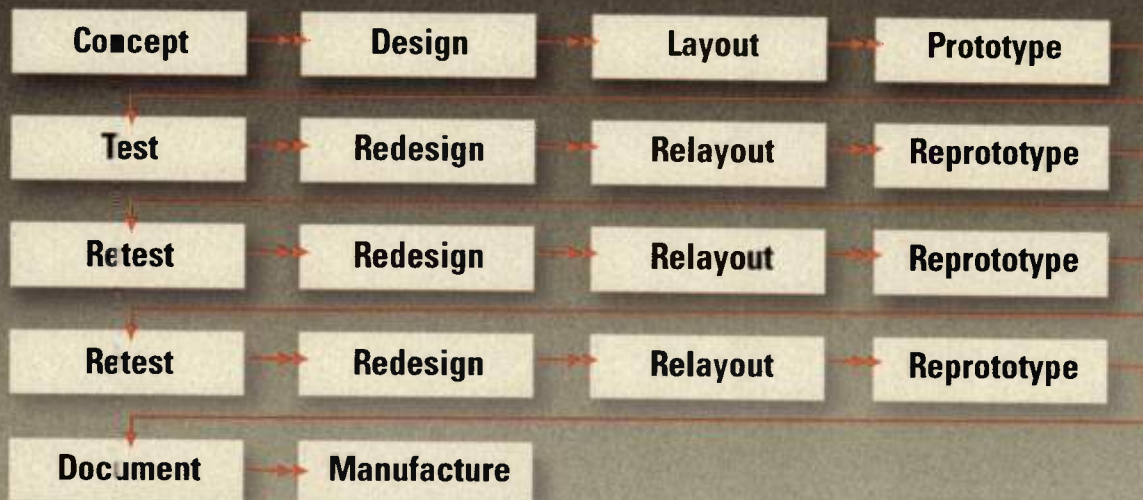 Concept Design Layout Prototype
Test Redesign Relayout Reprototype
Retest Redesign Relayout Reprototype
Retest Redesign Relayout Reprototype
Document Manufacture